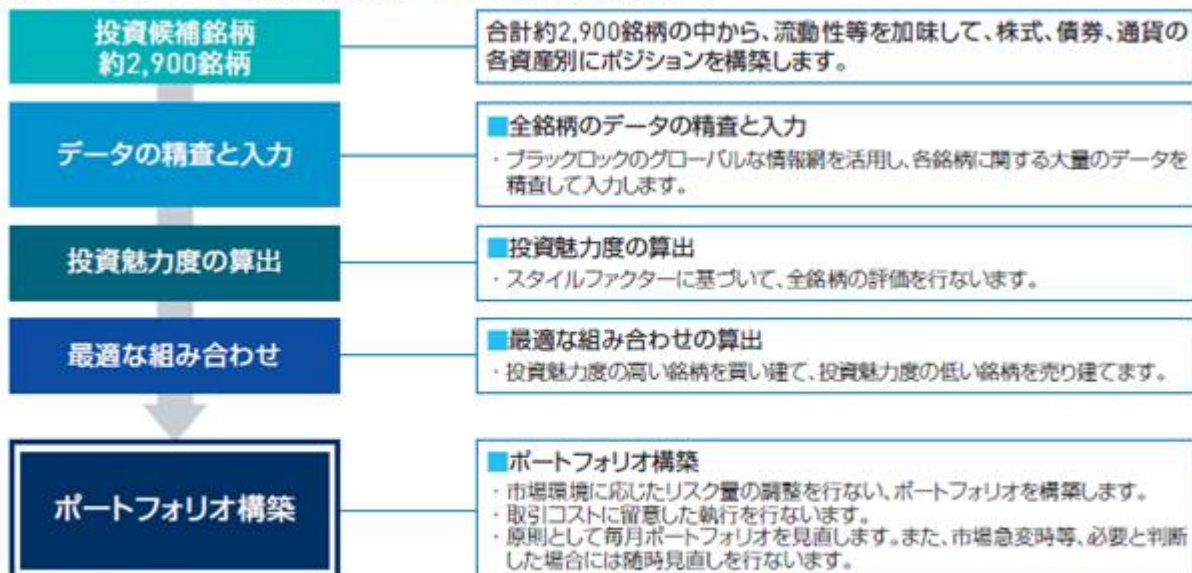 投資候補銘柄
約2,900銘柄
合計約2,900銘柄の中から、流動性等を加味して、株式、債券、通貨の
各資産別にポジションを構築します。
データの精査と入力
■全銘柄のデータの精査と入力
・ブラックロックのグローバルな情報網を活用し、各銘柄に関する大量のデータを
精査して入力します。
投資魅力度の算出
■投資魅力度の算出
・スタイルファクターに基づいて、全銘柄の評価を行ないます。
最適な組み合わせ
■最適な組み合わせの算出
・投資魅力度の高い銘柄を買い建て、投資魅力度の低い銘柄を売り建てます。
ポートフォリオ構築
■ポートフォリオ構築
・市場環境に応じたリスク量の調整を行ない、ポートフォリオを構築します。
・取引コストに留意した執行を行ないます。
・原則として毎月ポートフォリオを見直します。また、市場急変時等、必要と判断
した場合には随時見直しを行ないます。